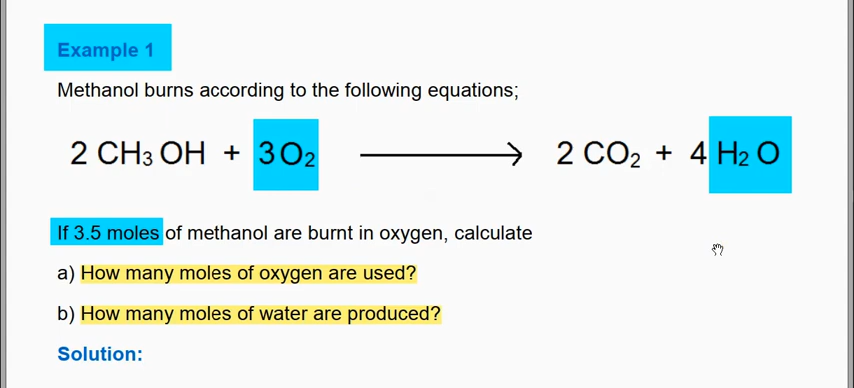 Example 1
Methanol burns according to the following equations;
2 CH₃ OH + 3 O₂ ⟶ 2 CO₂ + 4 H₂ O
If 3.5 moles of methanol are burnt in oxygen, calculate
a) How many moles of oxygen are used?
b) How many moles of water are produced?
Solution: